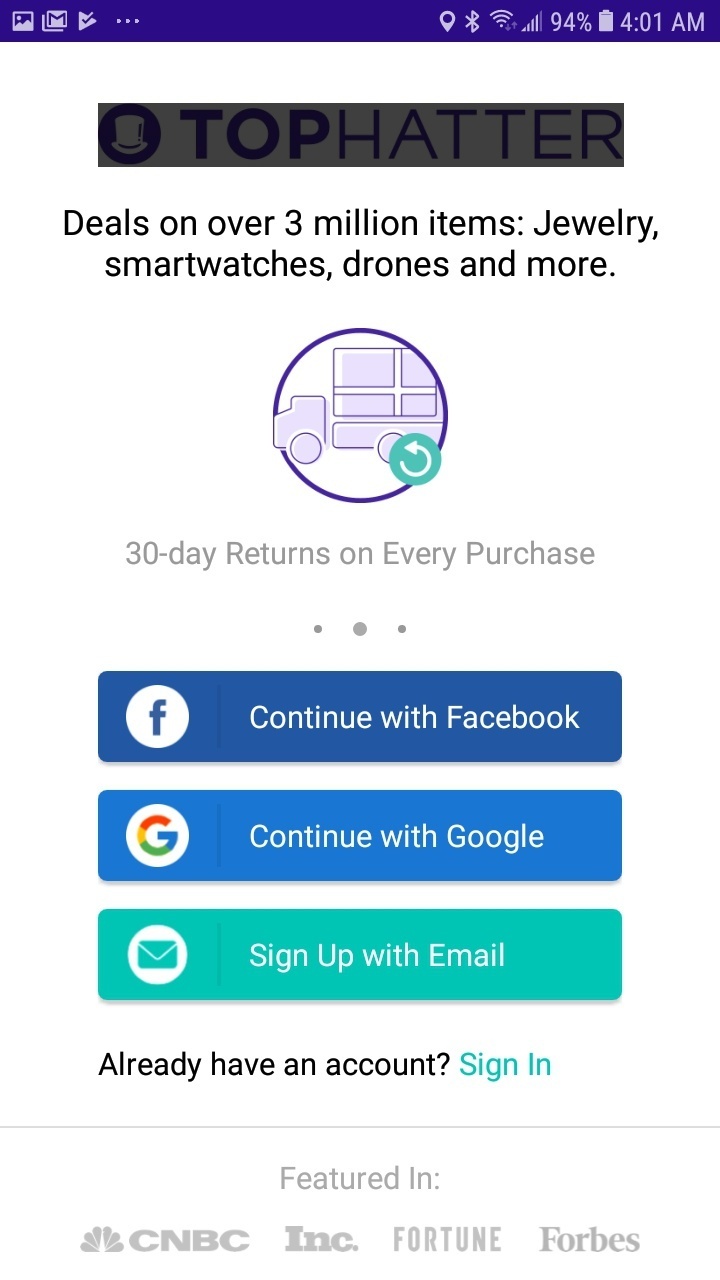 94% 4:01 AM
TOPHATTER
Deals on over 3 million items: Jewelry,
smartwatches, drones and more.
30-day Returns on Every Purchase
Continue with Facebook
Continue with Google
Sign Up with Email
Already have an account? Sign In
Featured In:
CNBC Inc. FORTUNE Forbes